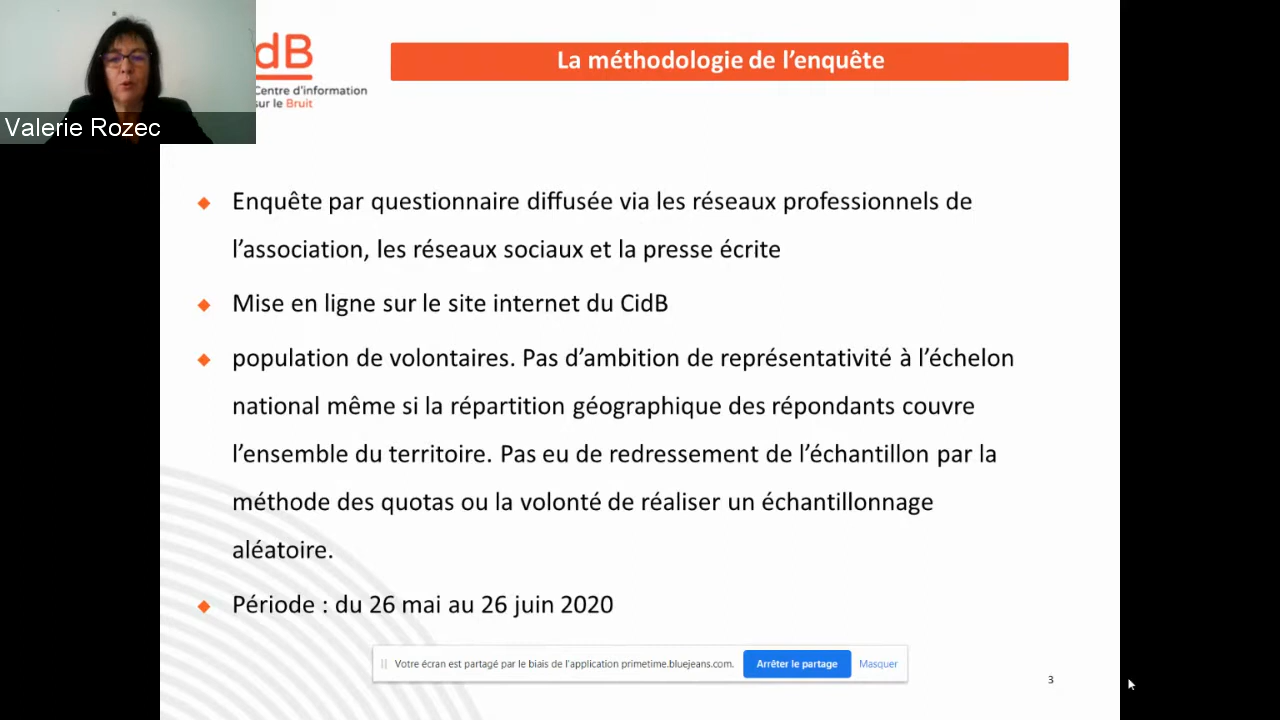 dB
Centre d'information
sur le Bruit
La méthodologie de l'enquête
Valerie Rozec
Enquête par questionnaire diffusée via les réseaux professionnels de
l'association, les réseaux sociaux et la presse écrite
Mise en ligne sur le site internet du CidB
population de volontaires. Pas d'ambition de représentativité à l'échelon
national même si la répartition géographique des répondants couvre
l'ensemble du territoire. Pas eu de redressement de l'échantillon par la
méthode des quotas ou la volonté de réaliser un échantillonnage
aléatoire.
Période : du 26 mai au 26 juin 2020
Votre écran est partagé par le biais de l'application primetime.bluejeans.com.
Arrêter le partage
Masquer
3